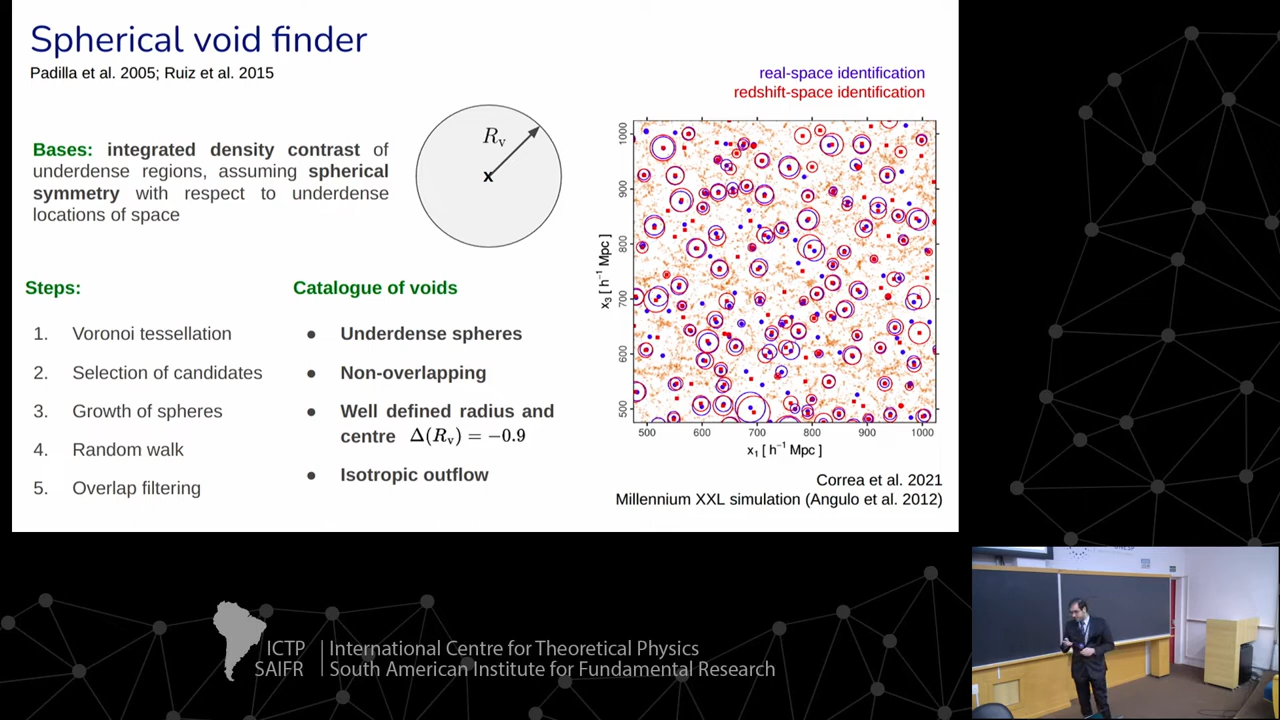 Spherical void finder
Padilla et al. 2005; Ruiz et al. 2015
Bases: integrated density contrast of
underdense regions, assuming spherical
symmetry with respect to underdense
locations of space
Rv
x
Steps:
1. Voronoi tessellation
2. Selection of candidates
3. Growth of spheres
4. Random walk
5. Overlap filtering
Catalogue of voids
● Underdense spheres
● Non-overlapping
● Well defined radius and
centre Δ(Rv) = −0.9
● Isotropic outflow
real-space identification
redshift-space identification
1000
900
800
700
600
500
x₃ [ h⁻¹ Mpc ]
500 600 700 800 900 1000
x₁ [ h⁻¹ Mpc ]
Correa et al. 2021
Millennium XXL simulation (Angulo et al. 2012)
ICTP
SAIFR
International Centre for Theoretical Physics
South American Institute for Fundamental Research